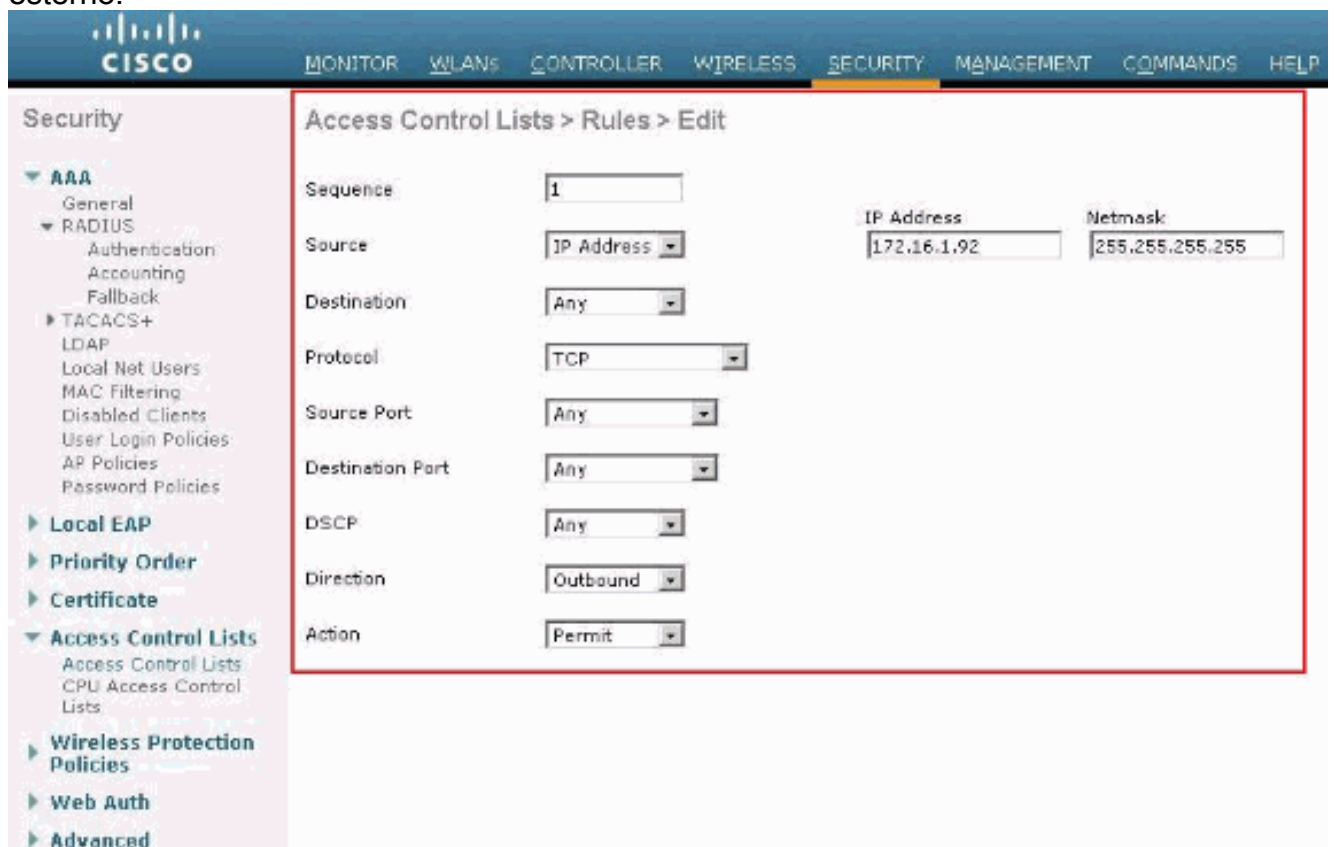 CISCO
MONITOR WLANs CONTROLLER WIRELESS SECURITY MANAGEMENT COMMANDS HELP
Security
AAA
General
RADIUS
Authentication
Accounting
Fallback
TACACS+
LDAP
Local Net Users
MAC Filtering
Disabled Clients
User Login Policies
AP Policies
Password Policies
Local EAP
Priority Order
Certificate
Access Control Lists
Access Control Lists
CPU Access Control
Lists
Wireless Protection
Policies
Web Auth
Advanced
Access Control Lists > Rules > Edit
Sequence 1
IP Address Netmask
Source IP Address 172.16.1.92 255.255.255.255
Destination Any
Protocol TCP
Source Port Any
Destination Port Any
DSCP Any
Direction Outbound
Action Permit